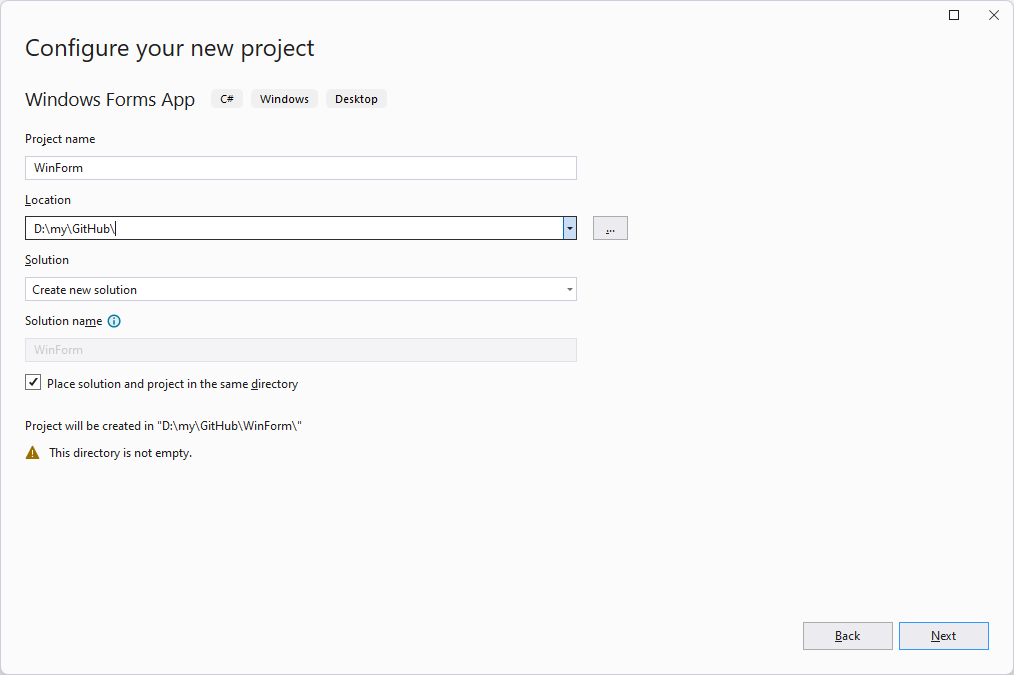 Configure your new project
Windows Forms App C# Windows Desktop
Project name
WinForm
Location
D:\my\GitHub\
...
Solution
Create new solution
Solution name
WinForm
Place solution and project in the same directory
Project will be created in "D:\my\GitHub\WinForm\"
This directory is not empty.
Back Next